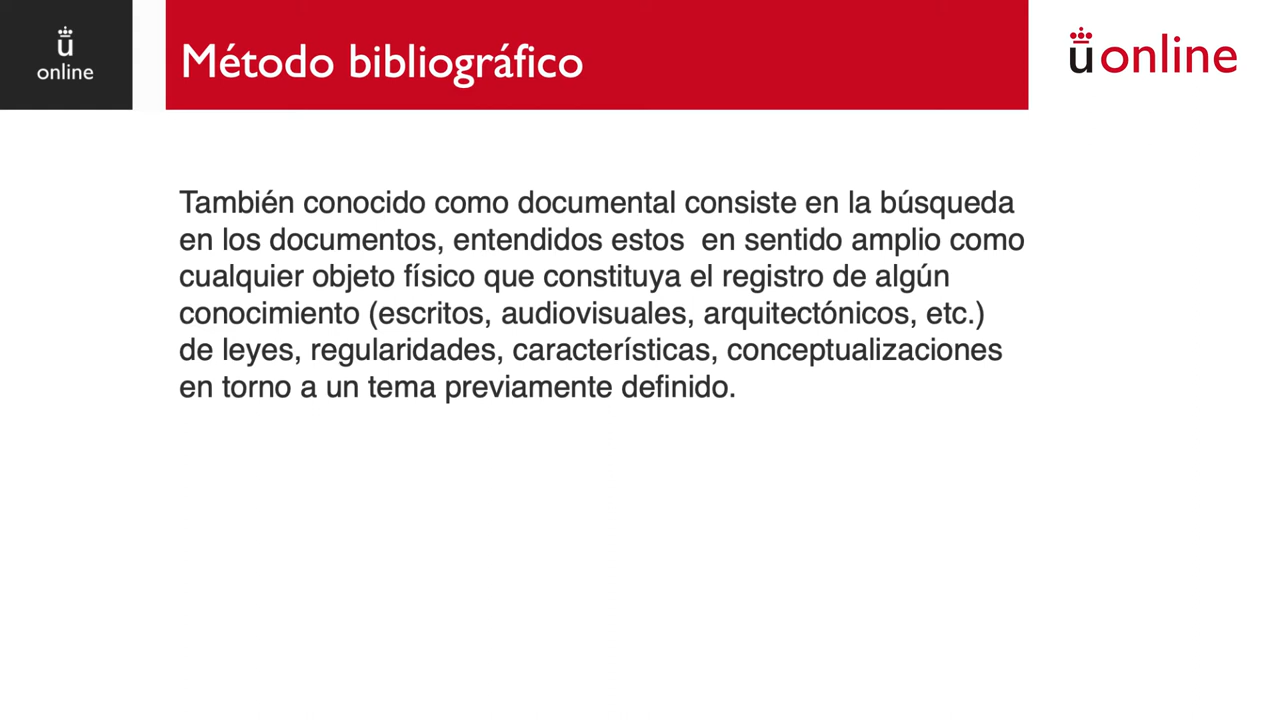 ü
online
Método bibliográfico
üonline
También conocido como documental consiste en la búsqueda
en los documentos, entendidos estos  en sentido amplio como
cualquier objeto físico que constituya el registro de algún
conocimiento (escritos, audiovisuales, arquitectónicos, etc.)
de leyes, regularidades, características, conceptualizaciones
en torno a un tema previamente definido.